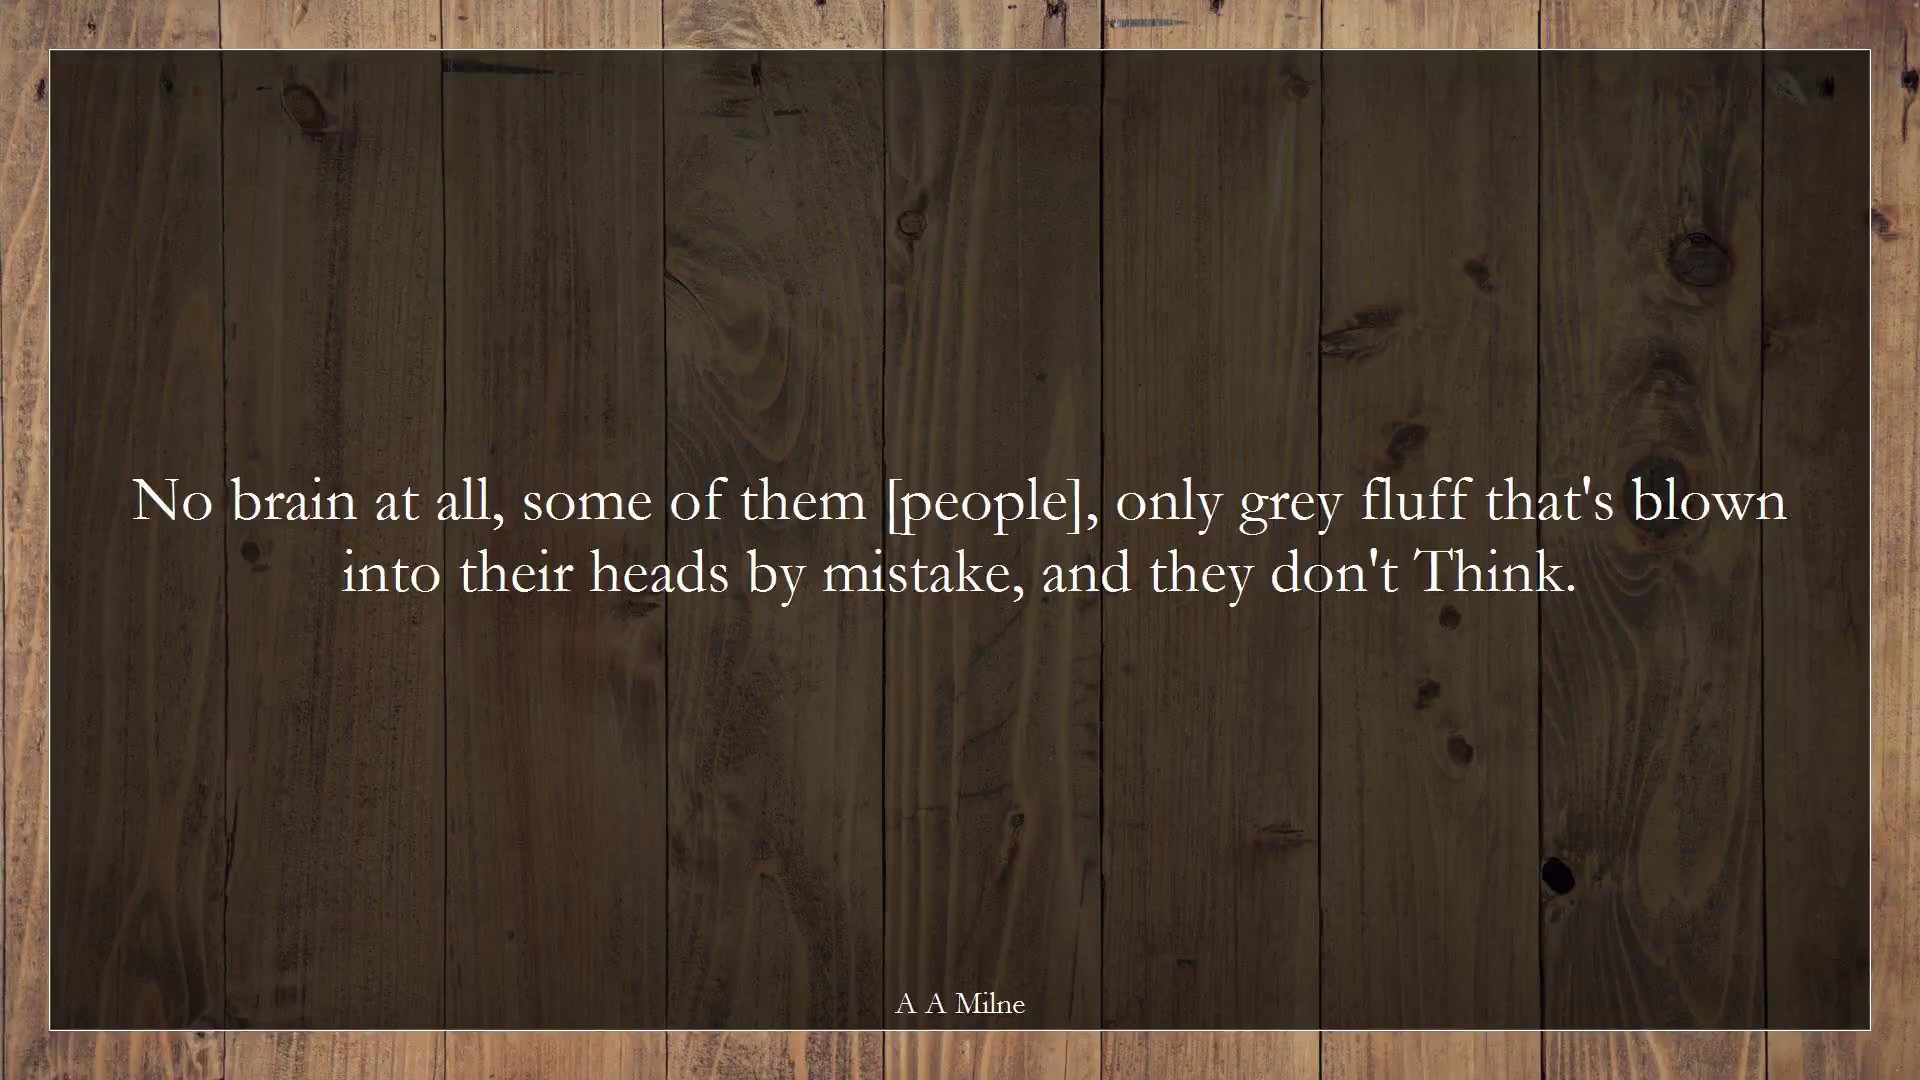 No brain at all, some of them [people], only grey fluff that's blown
into their heads by mistake, and they don't Think.
A A Milne